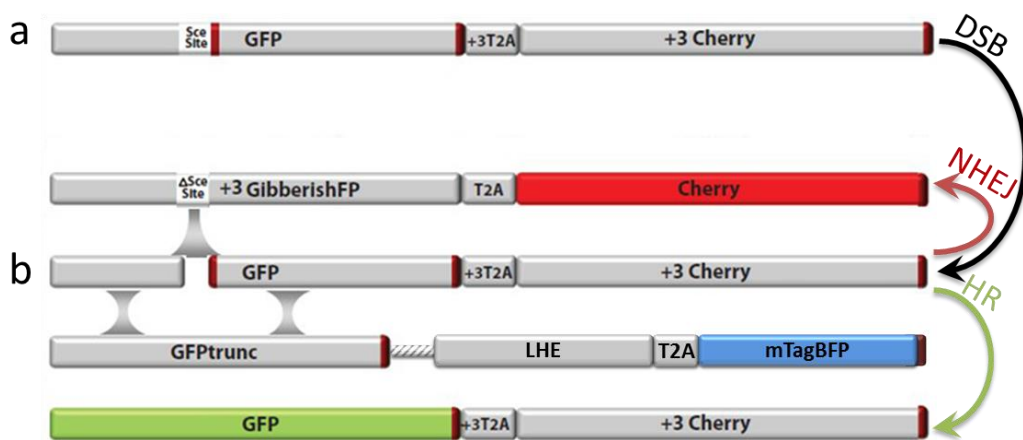 a
Sce
Site
GFP
+3T2A
+3 Cherry
DSB
ΔSce
Site
+3 GibberishFP
T2A
Cherry
NHEJ
b
GFP
+3T2A
+3 Cherry
HR
GFPtrunc
LHE
T2A
mTagBFP
GFP
+3T2A
+3 Cherry